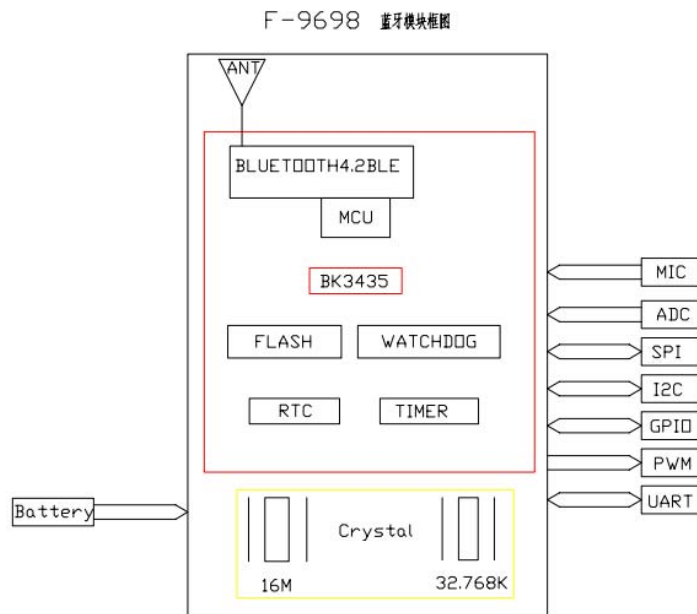 F-9698 蓝牙模块框图
ANT
BLUETOOTH4.2BLE
MCU
BK3435
FLASH
WATCHDOG
RTC
TIMER
MIC
ADC
SPI
I2C
GPIO
PWM
UART
Battery
Crystal
16M
32.768K